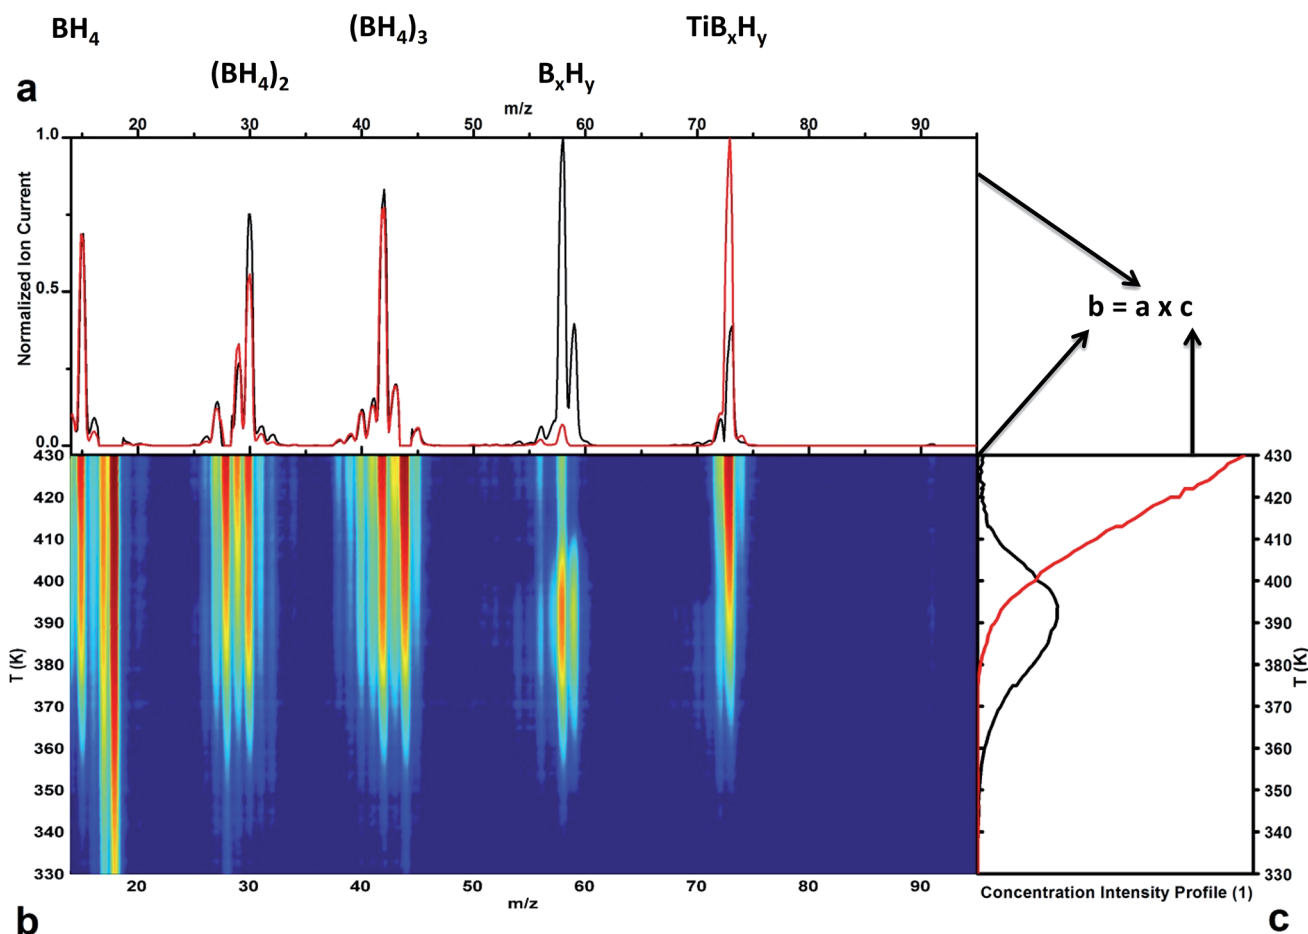 BH₄
(BH₄)₂
(BH₄)₃
BₓHᵧ
TiBₓHᵧ
a
m/z
20 30 40 50 60 70 80 90
1.0
0.5
0.0
Normalized Ion Current
b = a x c
430
420
410
400
390
380
370
360
350
340
330
T (K)
20 30 40 50 60 70 80 90
m/z
b
430
420
410
400
390
380
370
360
350
340
330
T (K)
Concentration Intensity Profile (1)
c